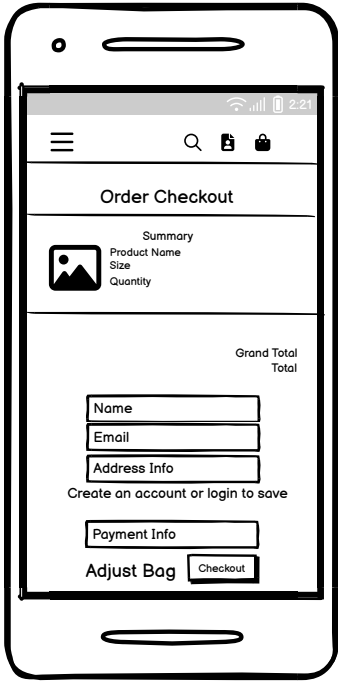 2:21
Order Checkout
Summary
Product Name
Size
Quantity
Grand Total
Total
Name
Email
Address Info
Create an account or login to save
Payment Info
Adjust Bag Checkout